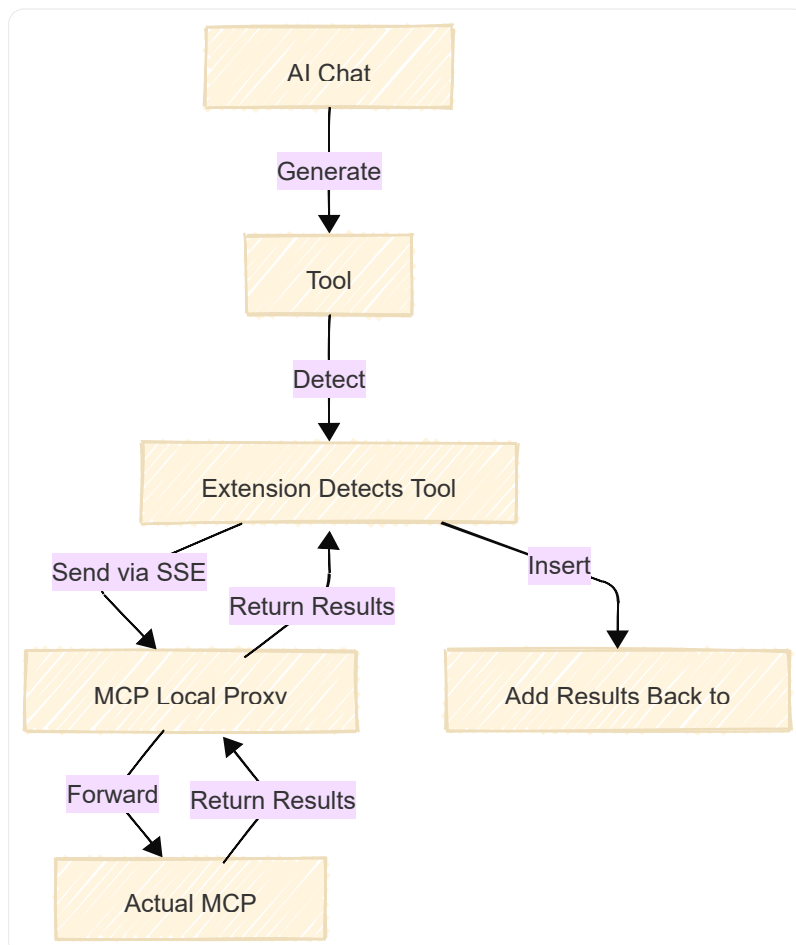 AI Chat
Generate
Tool
Detect
Extension Detects Tool
Send via SSE
Return Results
Insert
MCP Local Proxy
Add Results Back to
Forward
Return Results
Actual MCP